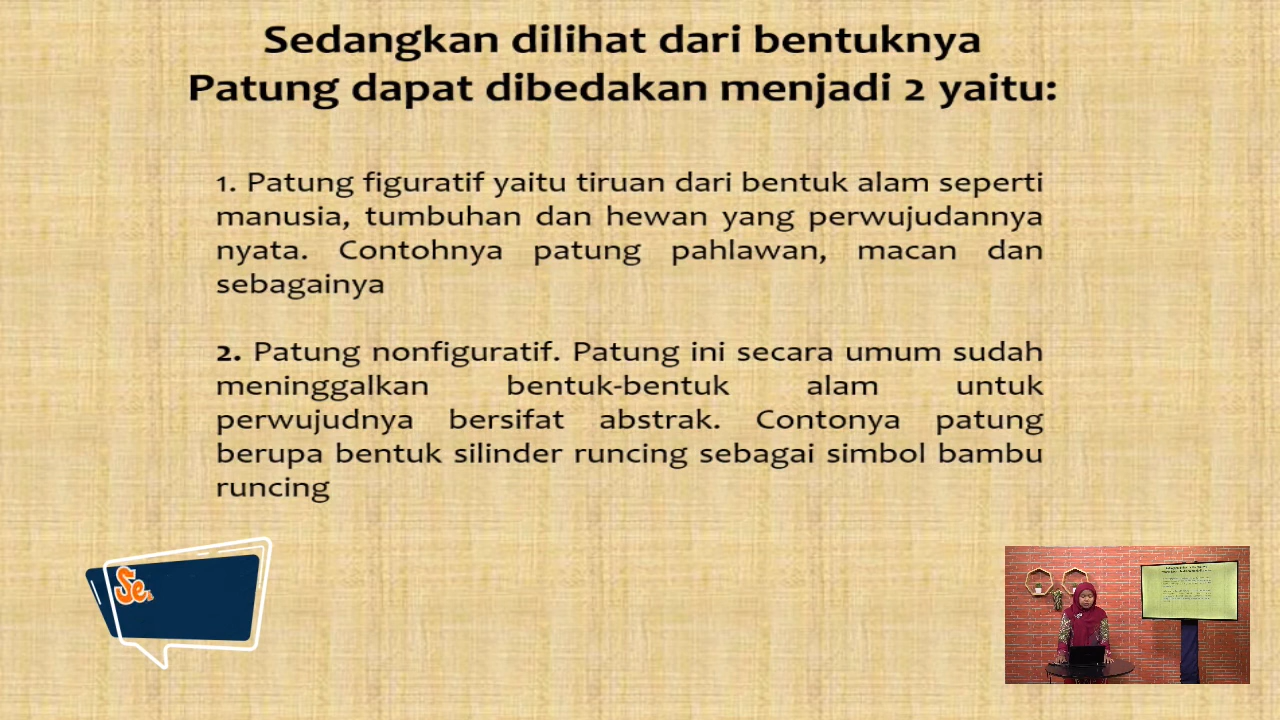 Sedangkan dilihat dari bentuknya
Patung dapat dibedakan menjadi 2 yaitu:
1. Patung figuratif yaitu tiruan dari bentuk alam seperti
manusia, tumbuhan dan hewan yang perwujudannya
nyata. Contohnya patung pahlawan, macan dan
sebagainya
2. Patung nonfiguratif. Patung ini secara umum sudah
meninggalkan bentuk-bentuk alam untuk
perwujudnya bersifat abstrak. Contonya patung
berupa bentuk silinder runcing sebagai simbol bambu
runcing
Se